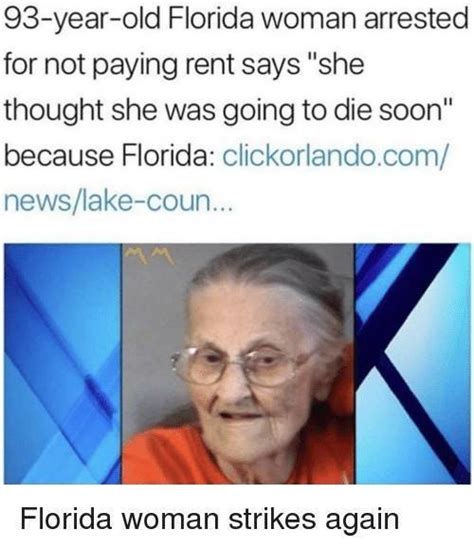 93-year-old Florida woman arrested
for not paying rent says "she
thought she was going to die soon"
because Florida: clickorlando.com/
news/lake-coun...
Florida woman strikes again